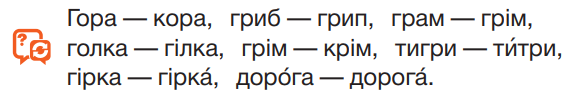 Гора — кора, гриб — грип, грам — грім,
голка — гілка, грім — крім, тигри — ти́три,
гірка — гірка́, доро́га — дорога́.